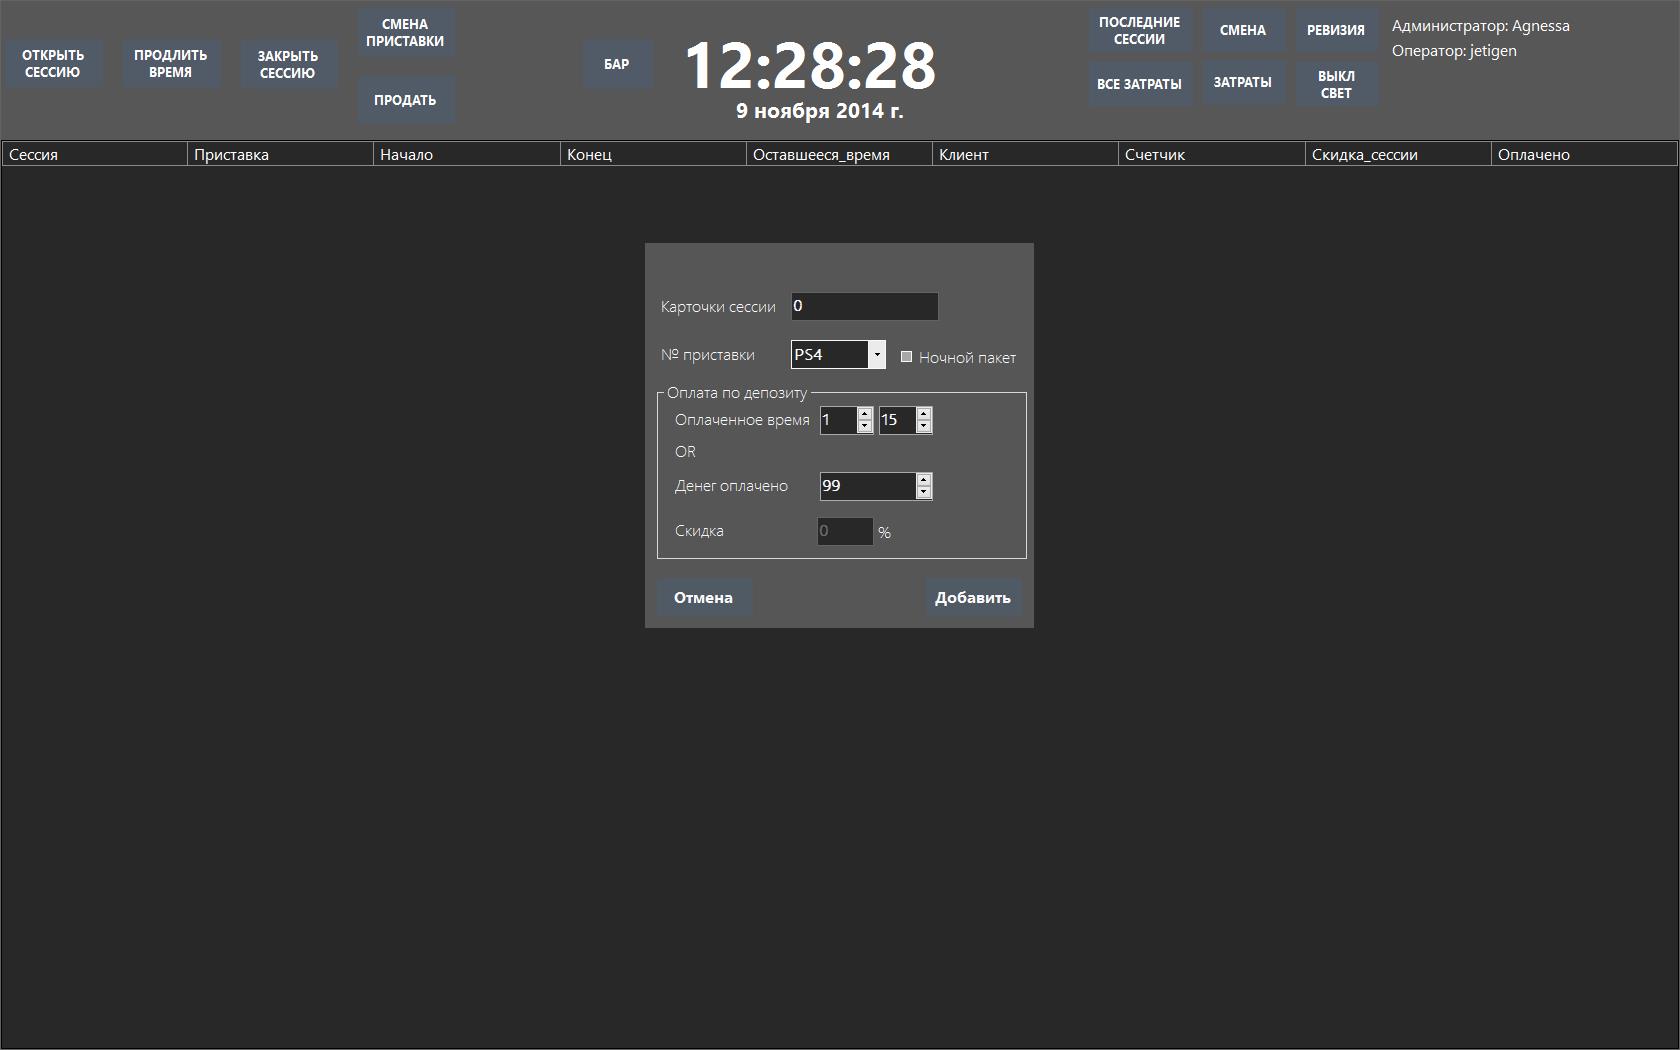 ОТКРЫТЬ
СЕССИЮ
ПРОДЛИТЬ
ВРЕМЯ
ЗАКРЫТЬ
СЕССИЮ
СМЕНА
ПРИСТАВКИ
ПРОДАТЬ
БАР
12:28:28
9 ноября 2014 г.
ПОСЛЕДНИЕ
СЕССИИ
СМЕНА
РЕВИЗИЯ
ВСЕ ЗАТРАТЫ
ЗАТРАТЫ
ВЫКЛ
СВЕТ
Администратор: Agnessa
Оператор: jetigen
Сессия Приставка Начало Конец Оставшееся_время Клиент Счетчик Скидка_сессии Оплачено
Карточки сессии 0
№ приставки PS4 Ночной пакет
Оплата по депозиту
Оплаченное время 1 15
OR
Денег оплачено 99
Скидка 0 %
Отмена Добавить